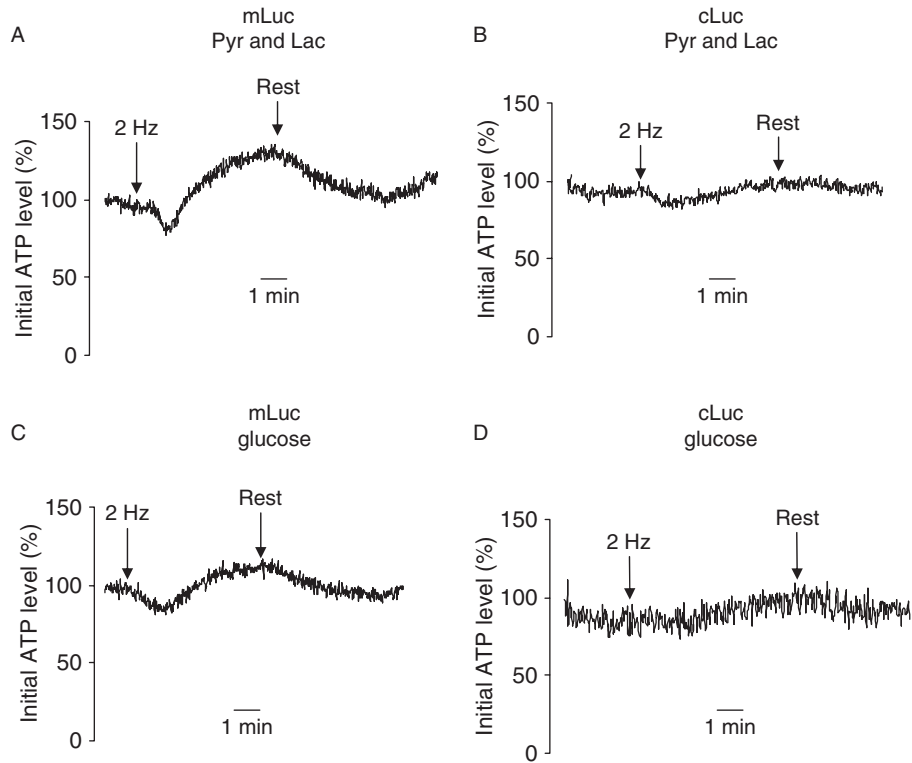 A
mLuc
Pyr and Lac
Initial ATP level (%)
150
100
50
0
2 Hz
Rest
1 min
B
cLuc
Pyr and Lac
Initial ATP level (%)
150
100
50
0
2 Hz
Rest
1 min
C
mLuc
glucose
Initial ATP level (%)
150
100
50
0
2 Hz
Rest
1 min
D
cLuc
glucose
Initial ATP level (%)
150
100
50
0
2 Hz
Rest
1 min